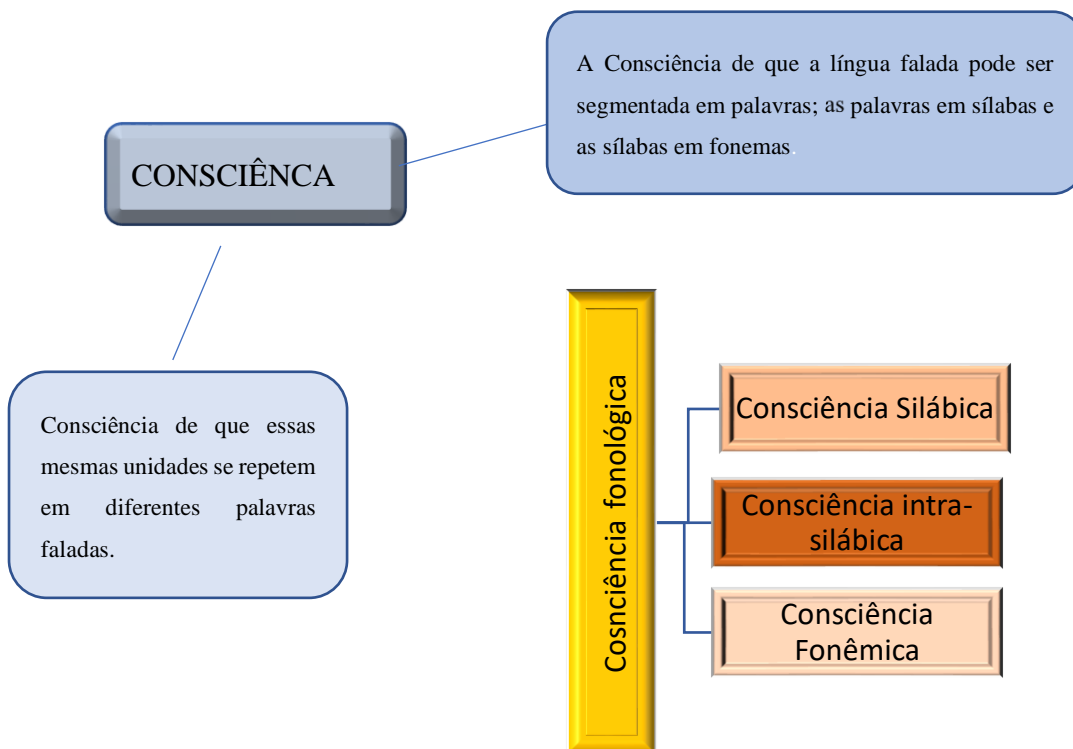 A Consciência de que a língua falada pode ser
segmentada em palavras; as palavras em sílabas e
as sílabas em fonemas.
CONSCIÊNCA
Consciência de que essas
mesmas unidades se repetem
em diferentes palavras
faladas.
Cosnciência fonológica
Consciência Silábica
Consciência intra-
silábica
Consciência
Fonêmica